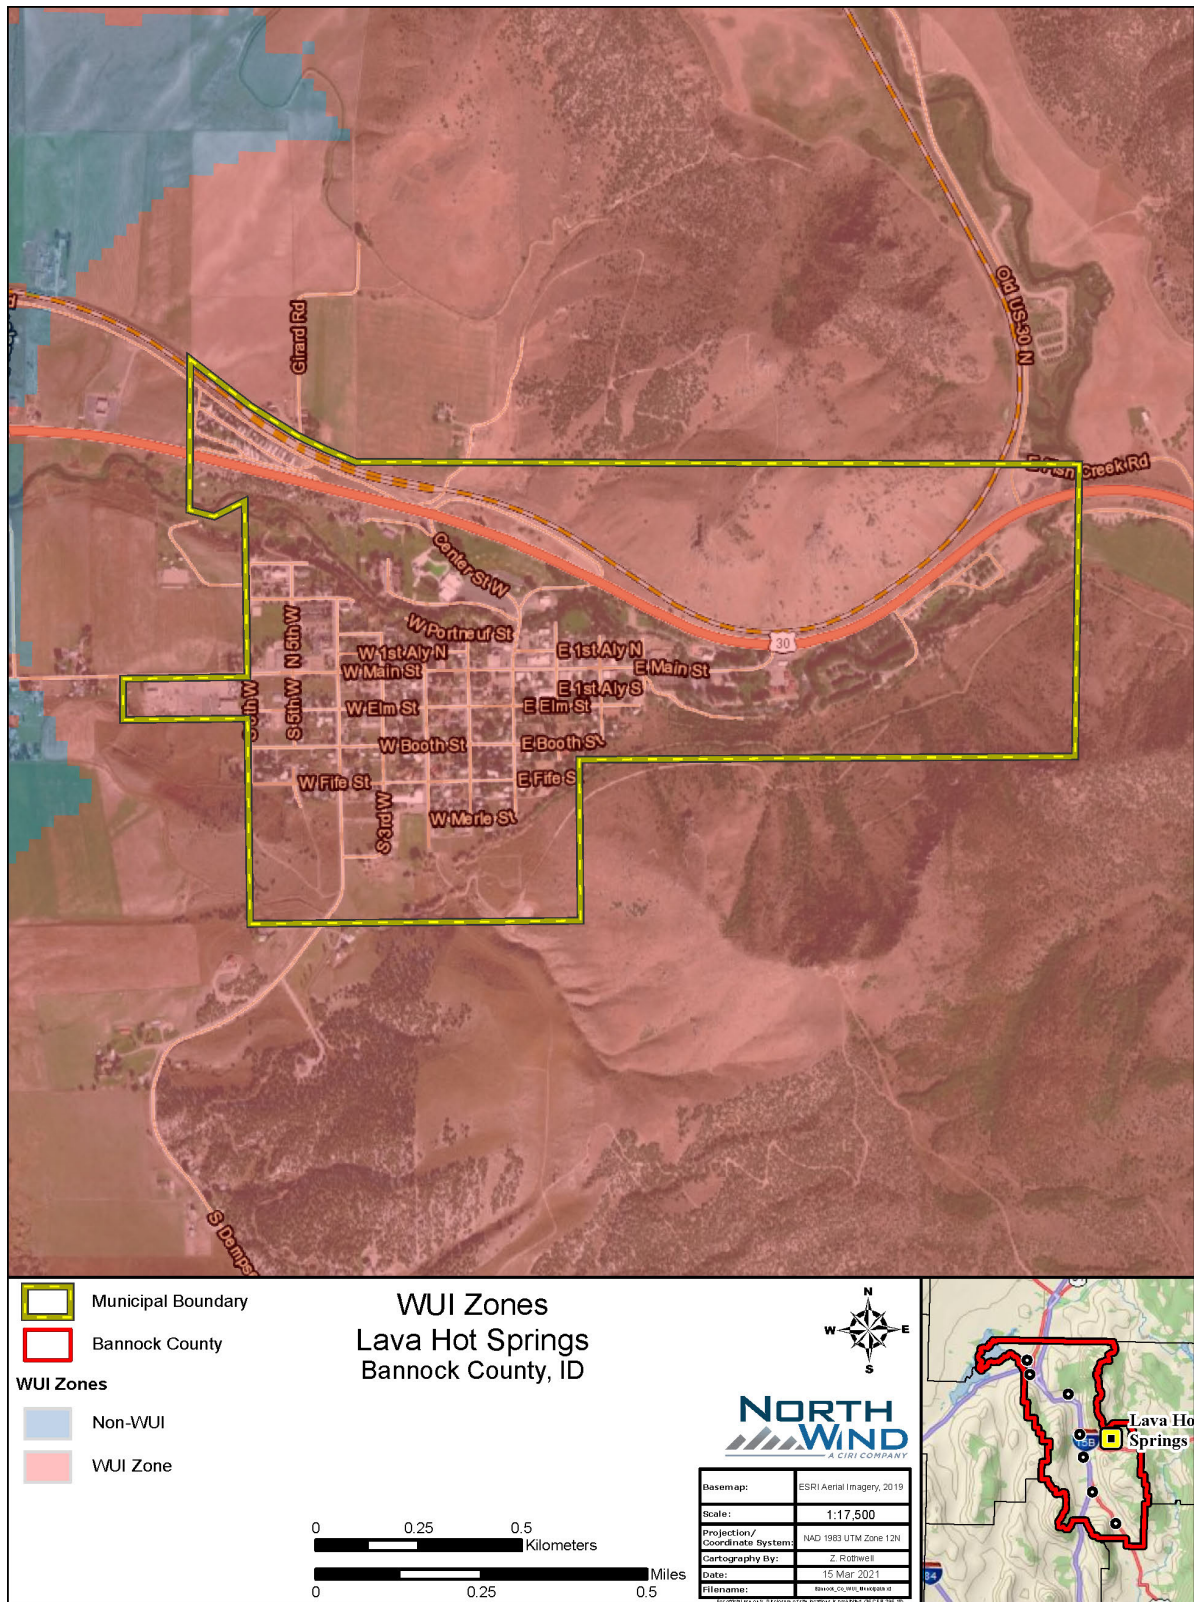 Girard Rd
Old US-30 N
E Fish Creek Rd
Center St W
W Portneuf St
N 5th W
W 1st Aly N
E 1st Aly N
W Main St
E Main St
30
E 1st Aly S
S 5th W
W Elm St
E Elm St
W Booth St
E Booth St
W Fife St
E Fife S
S 3rd W
W Merle St
S Demps
Municipal Boundary
Bannock County
WUI Zones
Non-WUI
WUI Zone
WUI Zones
Lava Hot Springs
Bannock County, ID
0 0.25 0.5
Kilometers
Miles
0 0.25 0.5
N
W E
S
NORTH
WIND
A CIRI COMPANY
Basemap: ESRI Aerial Imagery, 2019
Scale: 1:17,500
Projection/
Coordinate System: NAD 1983 UTM Zone 12N
Cartography By: Z. Rothwell
Date: 15 Mar 2021
Filename:
Lava Ho
Springs
15B
84